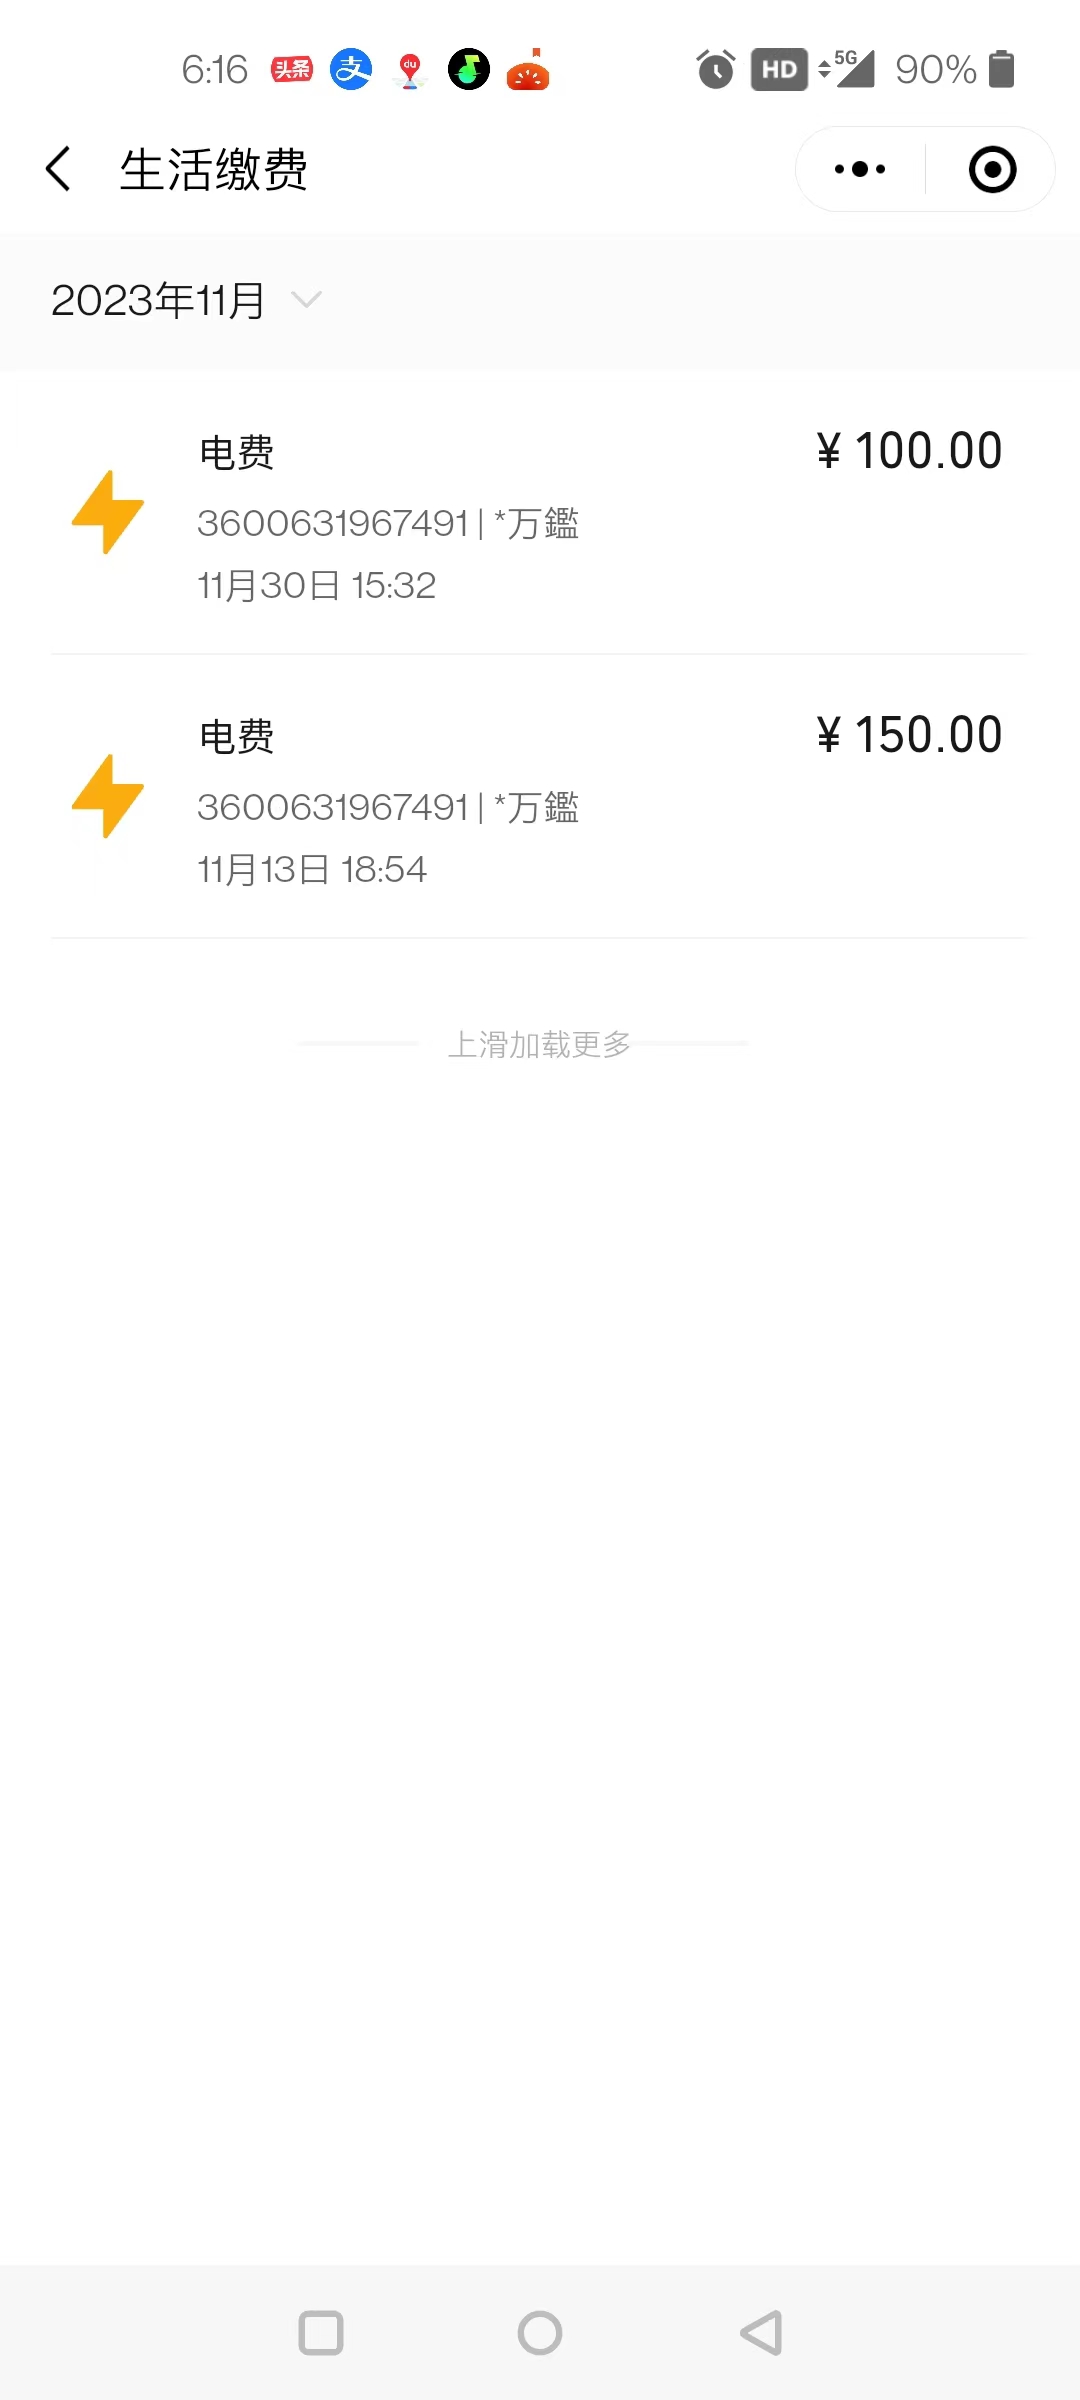 6:16 头条 支 du HD 5G 90%
生活缴费
2023年11月
电费 ¥ 100.00
3600631967491 | *万鑑
11月30日 15:32
电费 ¥ 150.00
3600631967491 | *万鑑
11月13日 18:54
上滑加载更多